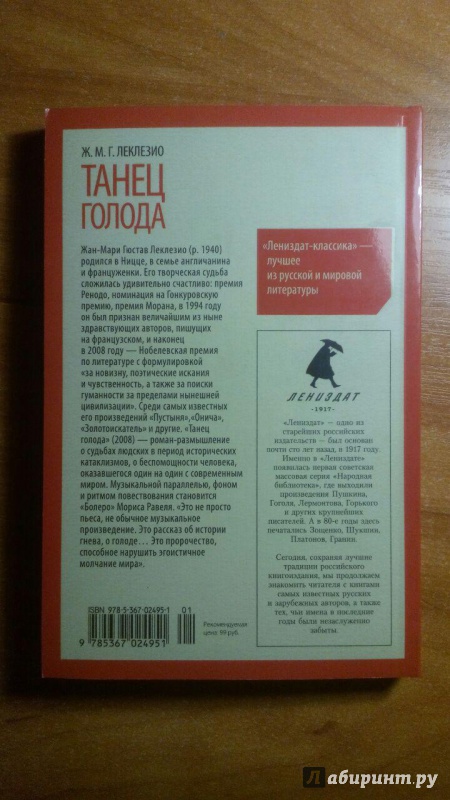 Ж. М. Г. ЛЕКЛЕЗИО
ТАНЕЦ
ГОЛОДА
Жан-Мари Гюстав Леклезио (р. 1940)
родился в Ницце, в семье англичанина
и француженки. Его творческая судьба
сложилась удивительно счастливо: премия
Ренодо, номинация на Гонкуровскую
премию, премия Морана, в 1994 году
он был признан величайшим из ныне
здравствующих авторов, пишущих
на французском, и наконец
в 2008 году — Нобелевская премия
по литературе с формулировкой
«за новизну, поэтические искания
и чувственность, а также за поиски
гуманности за пределами нынешней
цивилизации». Среди самых известных
его произведений «Пустыня»,«Онича»,
«Золотоискатель» и другие. «Танец
голода» (2008) — роман-размышление
о судьбах людских в период исторических
катаклизмов, о беспомощности человека,
оказавшегося один на один с современным
миром. Музыкальной параллелью, фоном
и ритмом повествования становится
«Болеро» Мориса Равеля. «Это не просто
пьеса, не обычное музыкальное
произведение. Это рассказ об истории
гнева, о голоде… Это пророчество,
способное нарушить эгоистичное
молчание мира».
«Лениздат-классика» —
лучшее
из русской и мировой
литературы
ЛЕНИЗДАТ
-1917-
«Лениздат» — одно из
старейших российских
издательств — был основан
почти сто лет назад, в 1917 году.
Именно в «Лениздате»
появилась первая советская
массовая серия «Народная
библиотека», где выходили
произведения Пушкина,
Гоголя, Лермонтова, Горького
и других крупнейших
писателей. А в 80-е годы здесь
печатались Зощенко, Шукшин,
Платонов, Гранин.
Сегодня, сохраняя лучшие
традиции российского
книгоиздания, мы продолжаем
знакомить читателя с книгами
самых известных русских
и зарубежных авторов, а также
тех, чьи имена в последние
годы были незаслуженно
забыты.
ISBN 978-5-367-02495-1
01
9 785367 024951
Рекомендуемая
цена: 99 руб.
Лабиринт.ру